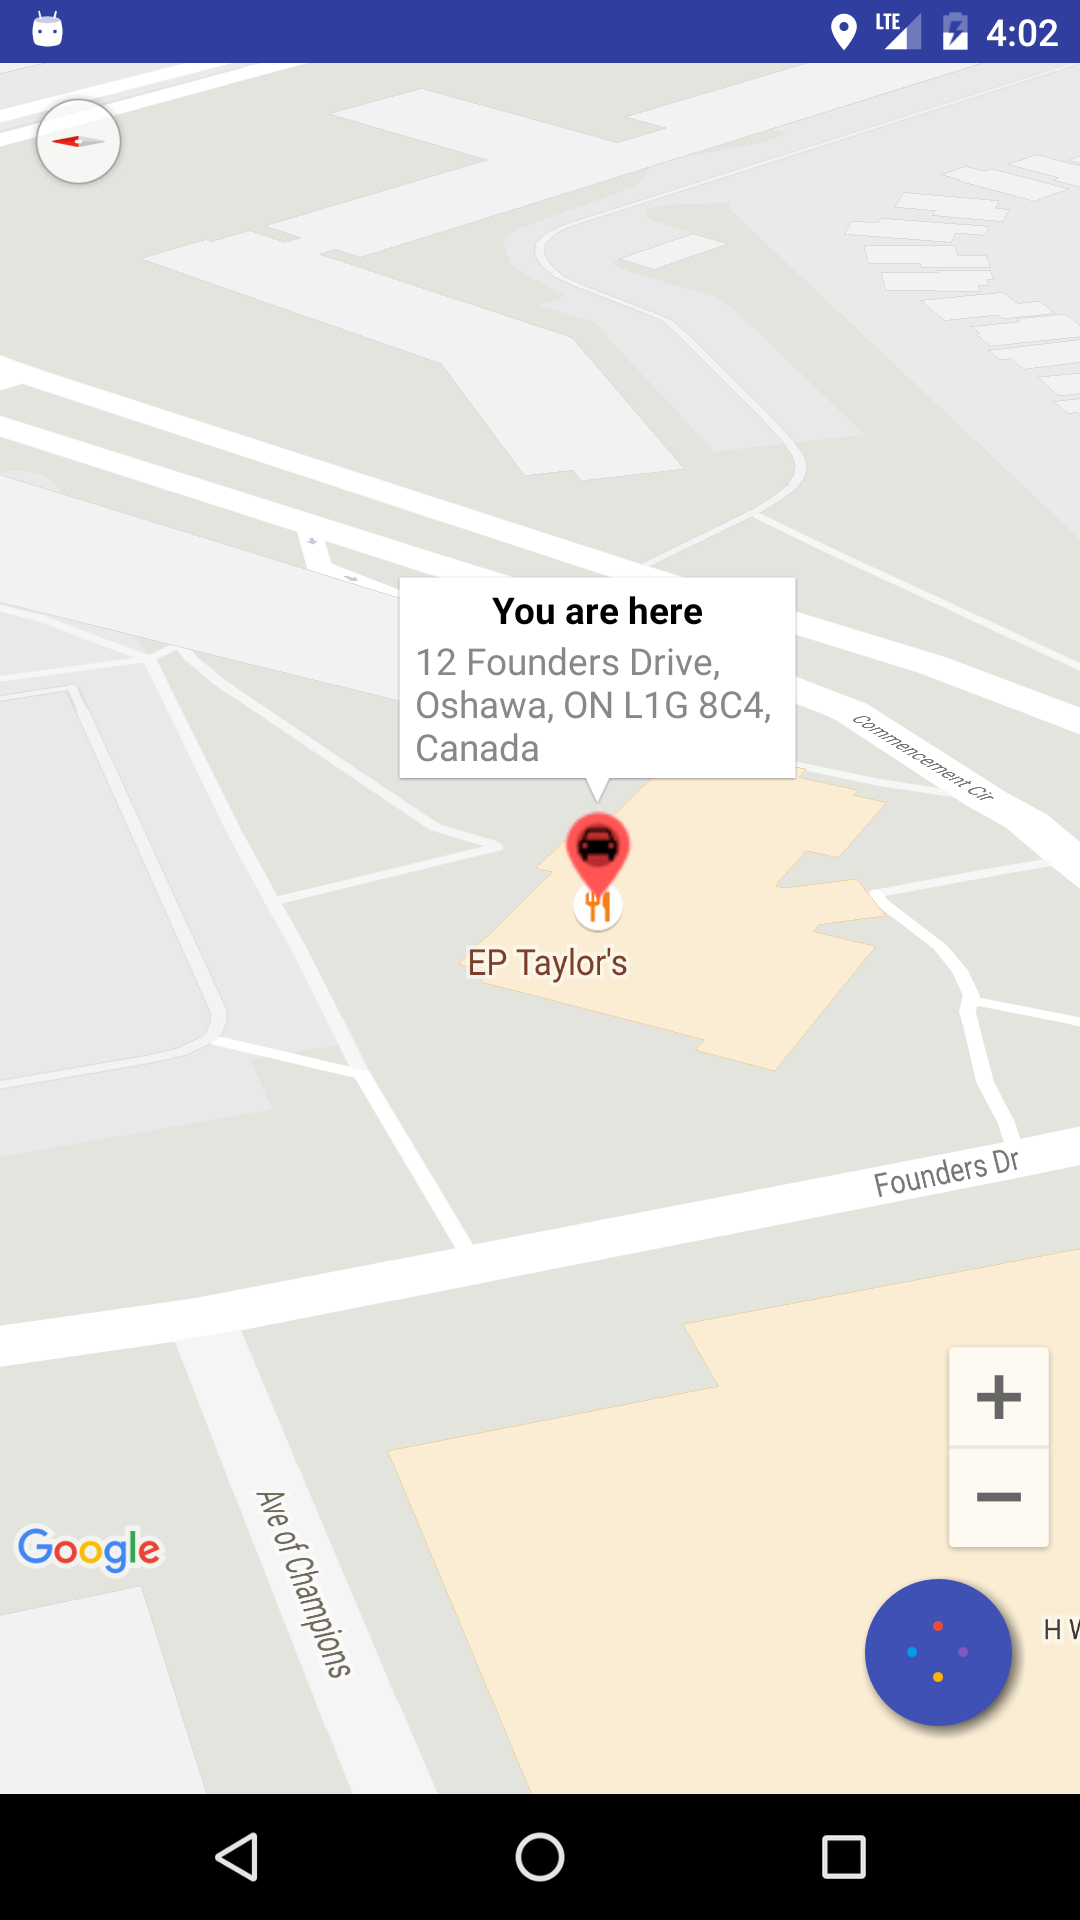 LTE 4:02
You are here
12 Founders Drive,
Oshawa, ON L1G 8C4,
Canada
Commencement Cir
EP Taylor's
Founders Dr
Ave of Champions
Google
H